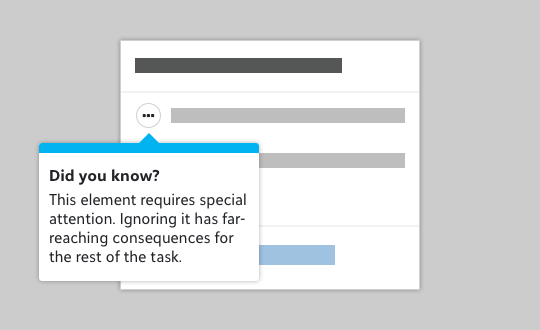 Did you know?
This element requires special
attention. Ignoring it has far-
reaching consequences for
the rest of the task.